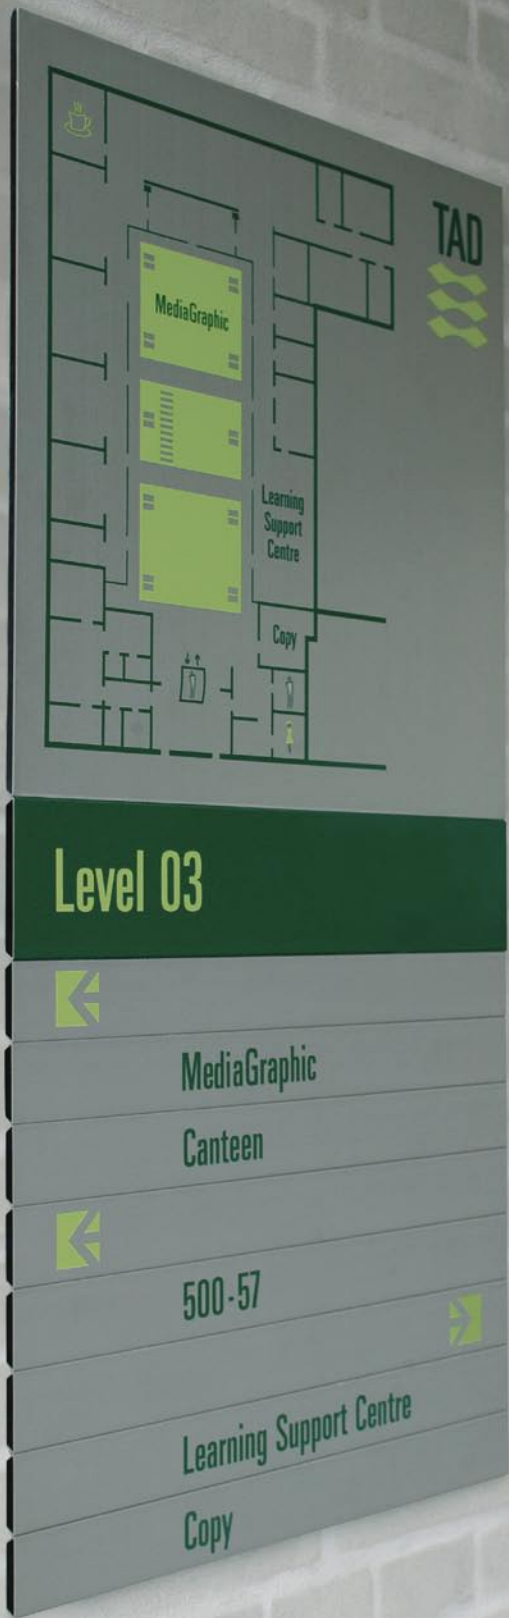 TAD
MediaGraphic
Learning
Support
Centre
Copy
Level 03
MediaGraphic
Canteen
500-57
Learning Support Centre
Copy